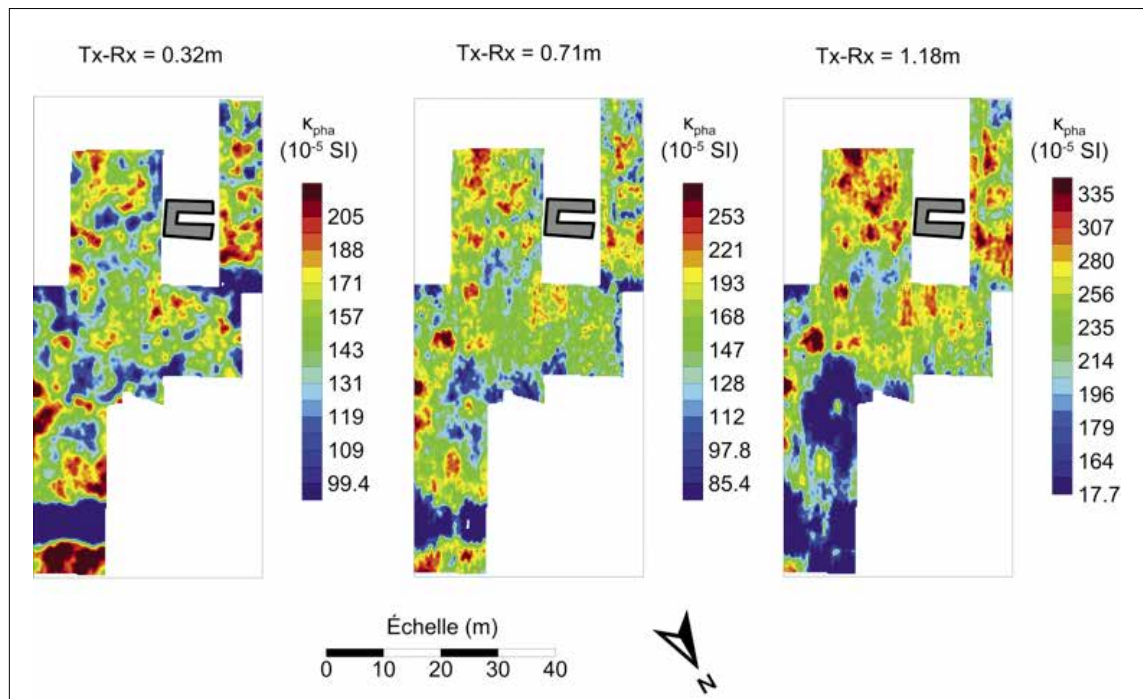 Tx-Rx = 0.32m
Tx-Rx = 0.71m
Tx-Rx = 1.18m
κpha
(10-5 SI)
205
188
171
157
143
131
119
109
99.4
κpha
(10-5 SI)
253
221
193
168
147
128
112
97.8
85.4
κpha
(10-5 SI)
335
307
280
256
235
214
196
164
17.7
Échelle (m)
0 10 20 30 40
N